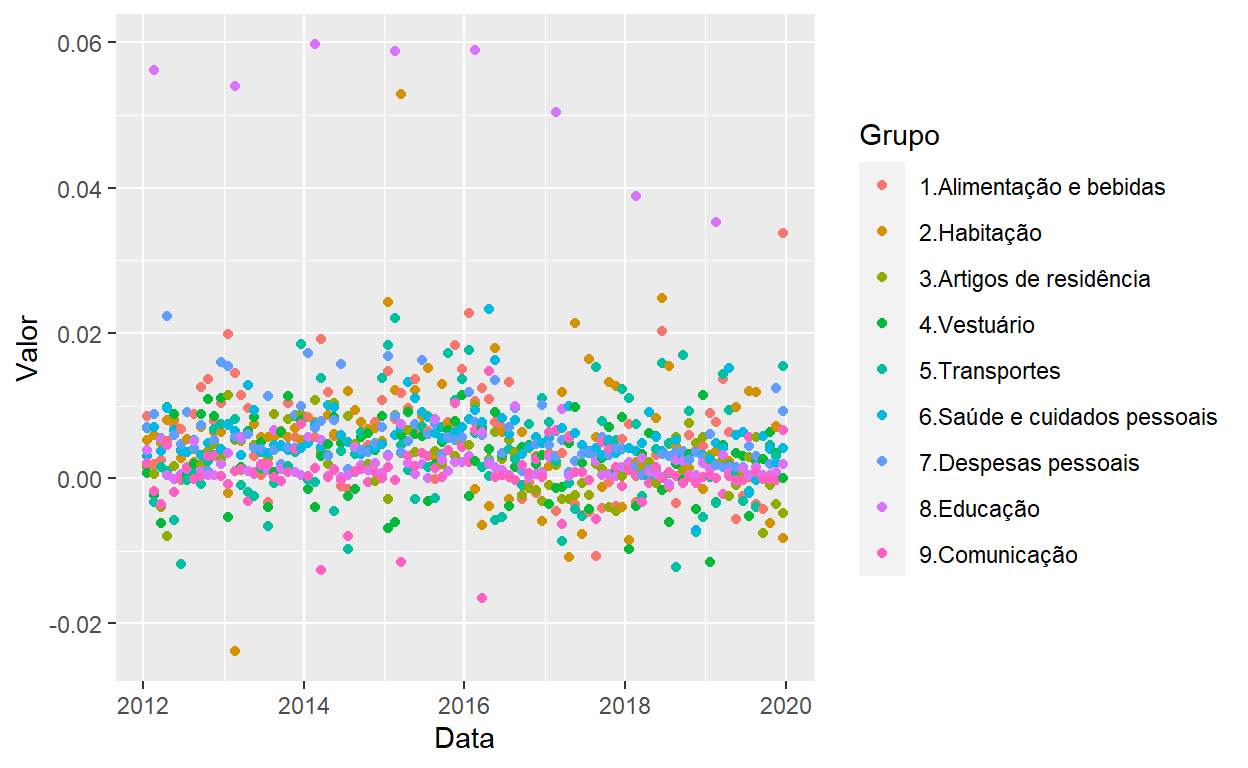 0.06
0.04
0.02
0.00
-0.02
Valor
2012 2014 2016 2018 2020
Data
Grupo
1.Alimentação e bebidas
2.Habitação
3.Artigos de residência
4.Vestuário
5.Transportes
6.Saúde e cuidados pessoais
7.Despesas pessoais
8.Educação
9.Comunicação